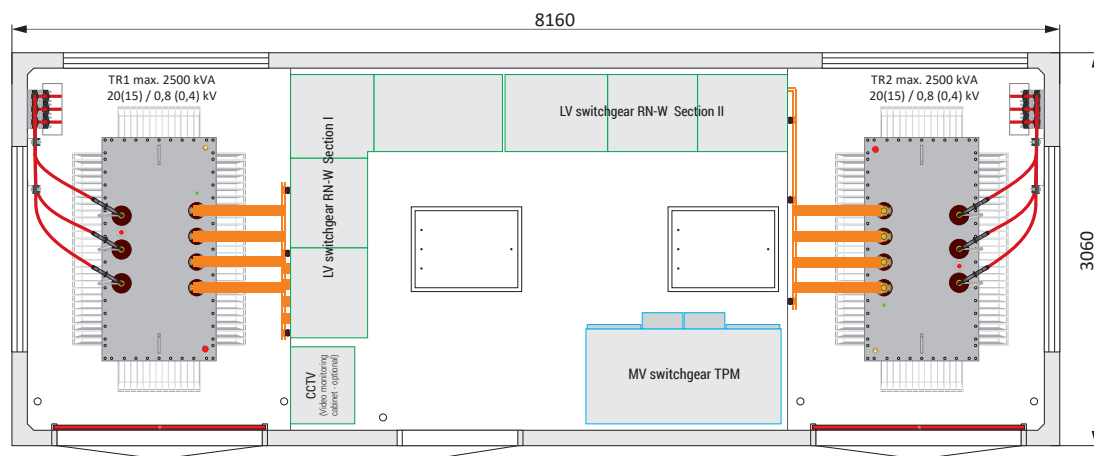 8160
TR1 max. 2500 kVA
20(15) / 0,8 (0,4) kV
LV switchgear RN-W Section I
LV switchgear RN-W Section II
TR2 max. 2500 kVA
20(15) / 0,8 (0,4) kV
3060
CCTV
(Video monitoring
cabinet - optional)
MV switchgear TPM